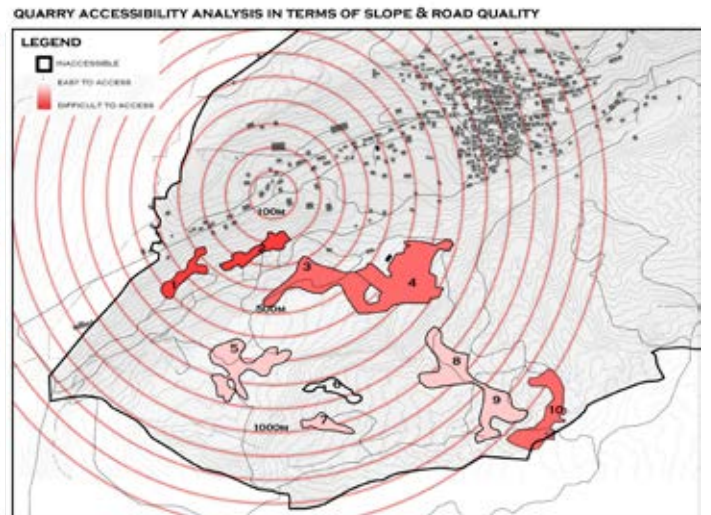 QUARRY ACCESSIBILITY ANALYSIS IN TERMS OF SLOPE & ROAD QUALITY
LEGEND
INACCESSIBLE
EASY TO ACCESS
DIFFICULT TO ACCESS
100M
1
2
3
4
500M
5
6
7
8
9
10
1000M